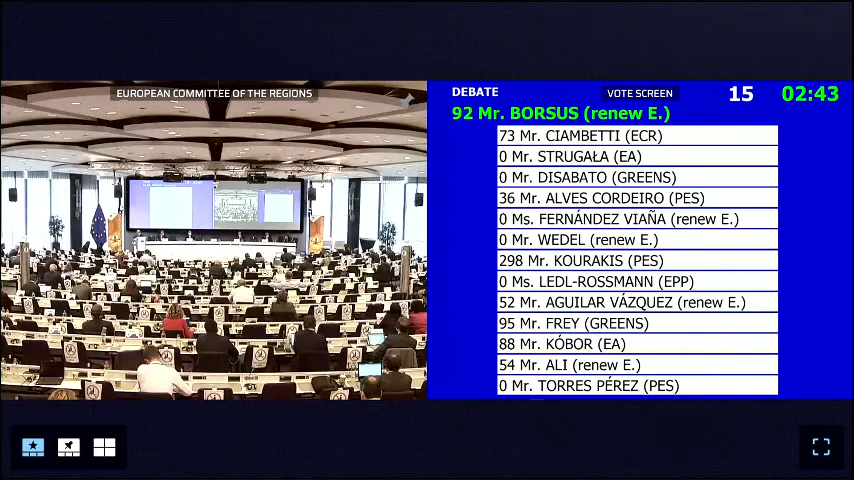 EUROPEAN COMMITTEE OF THE REGIONS
DEBATE
VOTE SCREEN
15
02:43
92 Mr. BORSUS (renew E.)
73 Mr. CIAMBETTI (ECR)
0 Mr. STRUGAŁA (EA)
0 Mr. DISABATO (GREENS)
36 Mr. ALVES CORDEIRO (PES)
0 Ms. FERNÁNDEZ VIAÑA (renew E.)
0 Mr. WEDEL (renew E.)
298 Mr. KOURAKIS (PES)
0 Ms. LEDL-ROSSMANN (EPP)
52 Mr. AGUILAR VÁZQUEZ (renew E.)
95 Mr. FREY (GREENS)
88 Mr. KÓBOR (EA)
54 Mr. ALI (renew E.)
0 Mr. TORRES PÉREZ (PES)